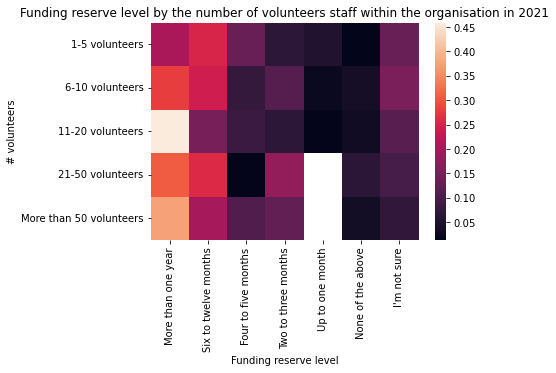 Funding reserve level by the number of volunteers staff within the organisation in 2021
# volunteers
1-5 volunteers
6-10 volunteers
11-20 volunteers
21-50 volunteers
More than 50 volunteers
More than one year
Six to twelve months
Four to five months
Two to three months
Up to one month
None of the above
I'm not sure
Funding reserve level
0.45
0.40
0.35
0.30
0.25
0.20
0.15
0.10
0.05